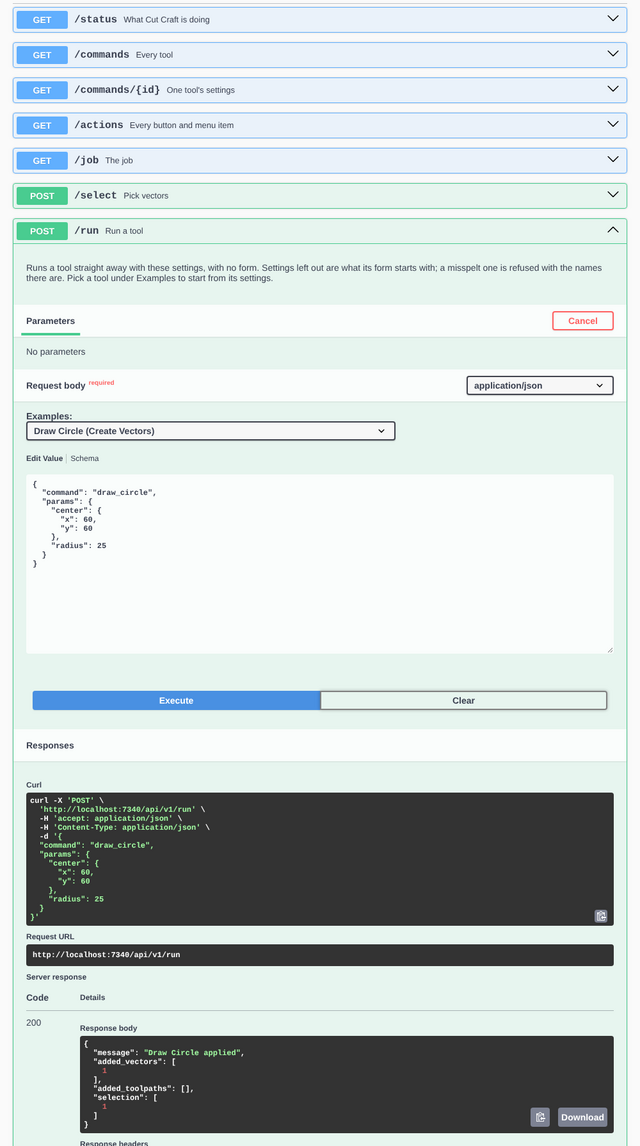 GET /status What Cut Craft is doing
GET /commands Every tool
GET /commands/{id} One tool's settings
GET /actions Every button and menu item
GET /job The job
POST /select Pick vectors
POST /run Run a tool
Runs a tool straight away with these settings, with no form. Settings left out are what its form starts with; a misspelt one is refused with the names
there are. Pick a tool under Examples to start from its settings.
Parameters
Cancel
No parameters
Request body required
application/json
Examples:
Draw Circle (Create Vectors)
Edit Value | Schema
{
  "command": "draw_circle",
  "params": {
    "center": {
      "x": 60,
      "y": 60
    },
    "radius": 25
  }
}
Execute
Clear
Responses
Curl
curl -X 'POST' \
  'http://localhost:7340/api/v1/run' \
  -H 'accept: application/json' \
  -H 'Content-Type: application/json' \
  -d '{
  "command": "draw_circle",
  "params": {
    "center": {
      "x": 60,
      "y": 60
    },
    "radius": 25
  }
}'
Request URL
http://localhost:7340/api/v1/run
Server response
Code Details
200
Response body
{
  "message": "Draw Circle applied",
  "added_vectors": [
    1
  ],
  "added_toolpaths": [],
  "selection": [
    1
  ]
}
Download
Response headers